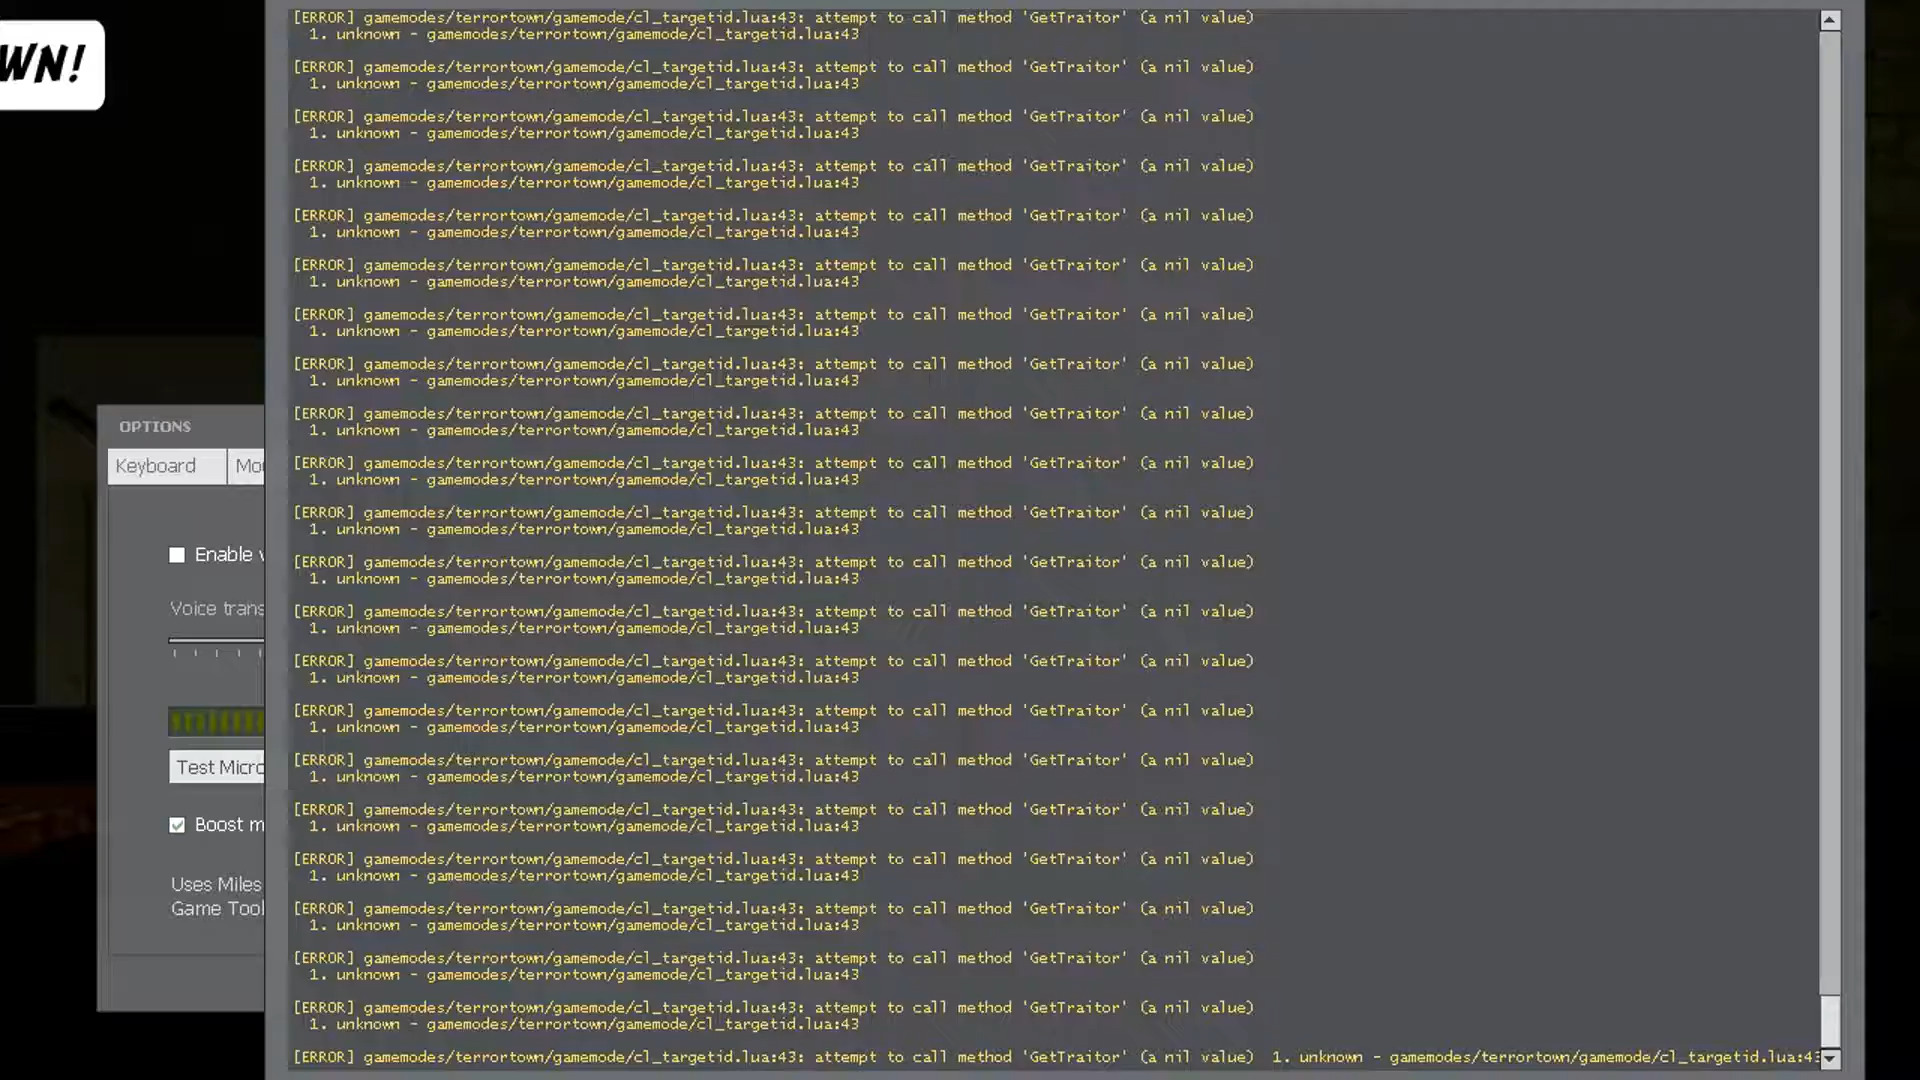 [ERROR] gamemodes/terrortown/gamemode/cl_targetid.lua:43: attempt to call method 'GetTraitor' (a nil value)
1. unknown - gamemodes/terrortown/gamemode/cl_targetid.lua:43
WN!
[ERROR] gamemodes/terrortown/gamemode/cl_targetid.lua:43: attempt to call method 'GetTraitor' (a nil value)
1. unknown - gamemodes/terrortown/gamemode/cl_targetid.lua:43
[ERROR] gamemodes/terrortown/gamemode/cl_targetid.lua:43: attempt to call method 'GetTraitor' (a nil value)
1. unknown - gamemodes/terrortown/gamemode/cl_targetid.lua:43
[ERROR] gamemodes/terrortown/gamemode/cl_targetid.lua:43: attempt to call method 'GetTraitor' (a nil value)
1. unknown - gamemodes/terrortown/gamemode/cl_targetid.lua:43
[ERROR] gamemodes/terrortown/gamemode/cl_targetid.lua:43: attempt to call method 'GetTraitor' (a nil value)
1. unknown - gamemodes/terrortown/gamemode/cl_targetid.lua:43
[ERROR] gamemodes/terrortown/gamemode/cl_targetid.lua:43: attempt to call method 'GetTraitor' (a nil value)
1. unknown - gamemodes/terrortown/gamemode/cl_targetid.lua:43
[ERROR] gamemodes/terrortown/gamemode/cl_targetid.lua:43: attempt to call method 'GetTraitor' (a nil value)
1. unknown - gamemodes/terrortown/gamemode/cl_targetid.lua:43
[ERROR] gamemodes/terrortown/gamemode/cl_targetid.lua:43: attempt to call method 'GetTraitor' (a nil value)
1. unknown - gamemodes/terrortown/gamemode/cl_targetid.lua:43
[ERROR] gamemodes/terrortown/gamemode/cl_targetid.lua:43: attempt to call method 'GetTraitor' (a nil value)
1. unknown - gamemodes/terrortown/gamemode/cl_targetid.lua:43
[ERROR] gamemodes/terrortown/gamemode/cl_targetid.lua:43: attempt to call method 'GetTraitor' (a nil value)
1. unknown - gamemodes/terrortown/gamemode/cl_targetid.lua:43
[ERROR] gamemodes/terrortown/gamemode/cl_targetid.lua:43: attempt to call method 'GetTraitor' (a nil value)
1. unknown - gamemodes/terrortown/gamemode/cl_targetid.lua:43
[ERROR] gamemodes/terrortown/gamemode/cl_targetid.lua:43: attempt to call method 'GetTraitor' (a nil value)
1. unknown - gamemodes/terrortown/gamemode/cl_targetid.lua:43
[ERROR] gamemodes/terrortown/gamemode/cl_targetid.lua:43: attempt to call method 'GetTraitor' (a nil value)
1. unknown - gamemodes/terrortown/gamemode/cl_targetid.lua:43
[ERROR] gamemodes/terrortown/gamemode/cl_targetid.lua:43: attempt to call method 'GetTraitor' (a nil value)
1. unknown - gamemodes/terrortown/gamemode/cl_targetid.lua:43
[ERROR] gamemodes/terrortown/gamemode/cl_targetid.lua:43: attempt to call method 'GetTraitor' (a nil value)
1. unknown - gamemodes/terrortown/gamemode/cl_targetid.lua:43
[ERROR] gamemodes/terrortown/gamemode/cl_targetid.lua:43: attempt to call method 'GetTraitor' (a nil value)
1. unknown - gamemodes/terrortown/gamemode/cl_targetid.lua:43
[ERROR] gamemodes/terrortown/gamemode/cl_targetid.lua:43: attempt to call method 'GetTraitor' (a nil value)
1. unknown - gamemodes/terrortown/gamemode/cl_targetid.lua:43
[ERROR] gamemodes/terrortown/gamemode/cl_targetid.lua:43: attempt to call method 'GetTraitor' (a nil value)
1. unknown - gamemodes/terrortown/gamemode/cl_targetid.lua:43
[ERROR] gamemodes/terrortown/gamemode/cl_targetid.lua:43: attempt to call method 'GetTraitor' (a nil value)
1. unknown - gamemodes/terrortown/gamemode/cl_targetid.lua:43
[ERROR] gamemodes/terrortown/gamemode/cl_targetid.lua:43: attempt to call method 'GetTraitor' (a nil value)
1. unknown - gamemodes/terrortown/gamemode/cl_targetid.lua:43
[ERROR] gamemodes/terrortown/gamemode/cl_targetid.lua:43: attempt to call method 'GetTraitor' (a nil value)
1. unknown - gamemodes/terrortown/gamemode/cl_targetid.lua:43
[ERROR] gamemodes/terrortown/gamemode/cl_targetid.lua:43: attempt to call method 'GetTraitor' (a nil value) 1. unknown - gamemodes/terrortown/gamemode/cl_targetid.lua:43
OPTIONS
Keyboard Mou
Enable v
Voice trans
Test Micro
Boost m
Uses Miles
Game Tool